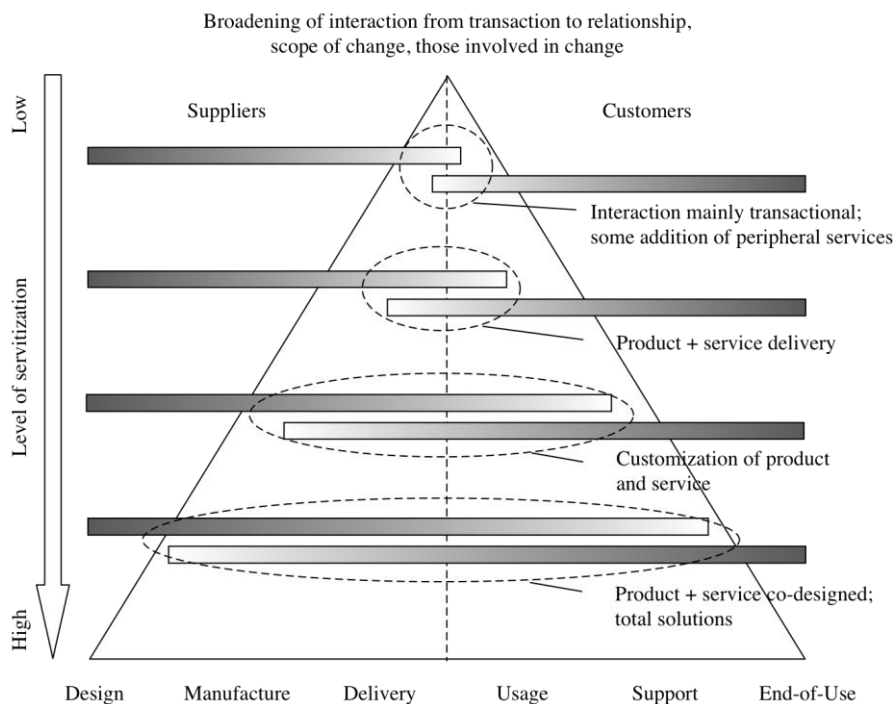 Broadening of interaction from transaction to relationship,
scope of change, those involved in change
Low
Suppliers
Customers
Interaction mainly transactional;
some addition of peripheral services
Level of servitization
Product + service delivery
Customization of product
and service
Product + service co-designed;
total solutions
High
Design
Manufacture
Delivery
Usage
Support
End-of-Use